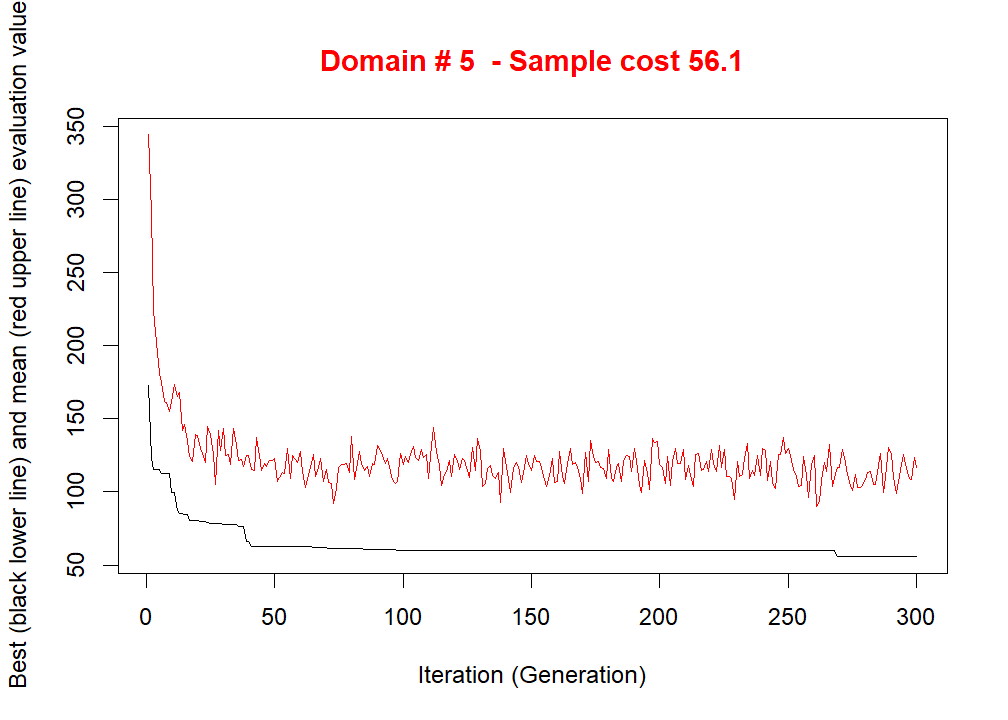 Domain # 5  - Sample cost 56.1
Best (black lower line) and mean (red upper line) evaluation value
350
300
250
200
150
100
50
0 50 100 150 200 250 300
Iteration (Generation)